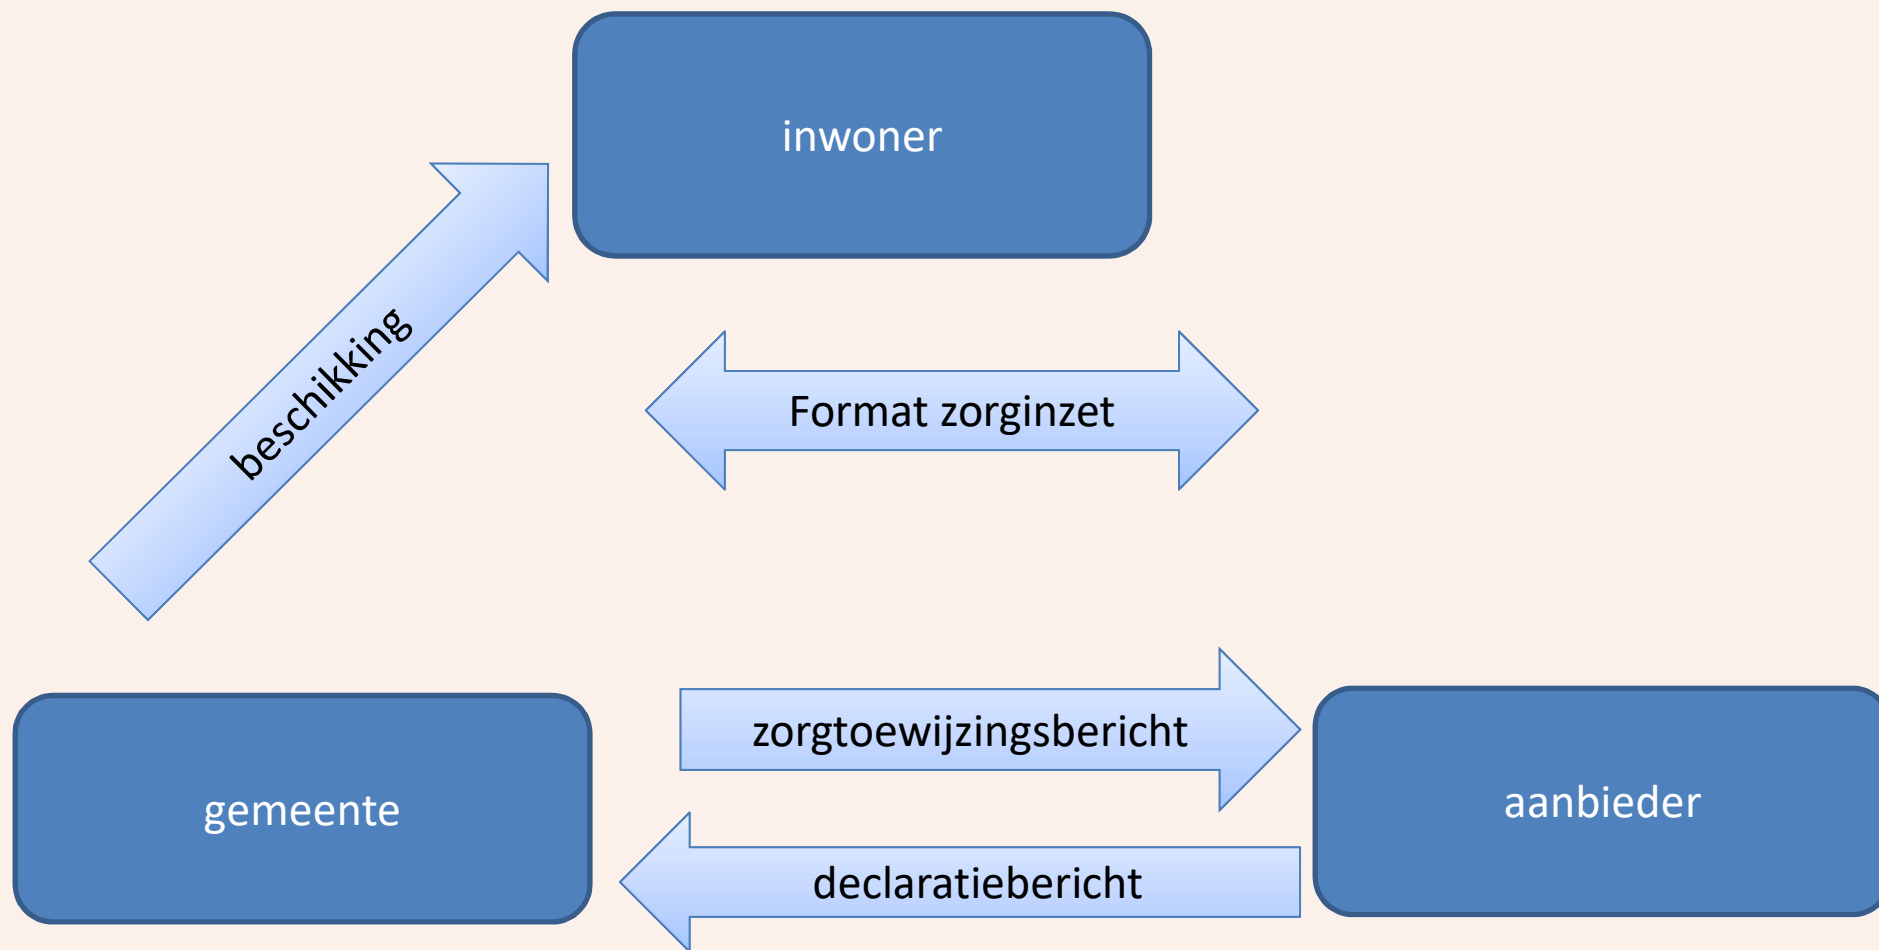 inwoner
beschikking
Format zorginzet
zorgtoewijzingsbericht
gemeente
aanbieder
declaratiebericht